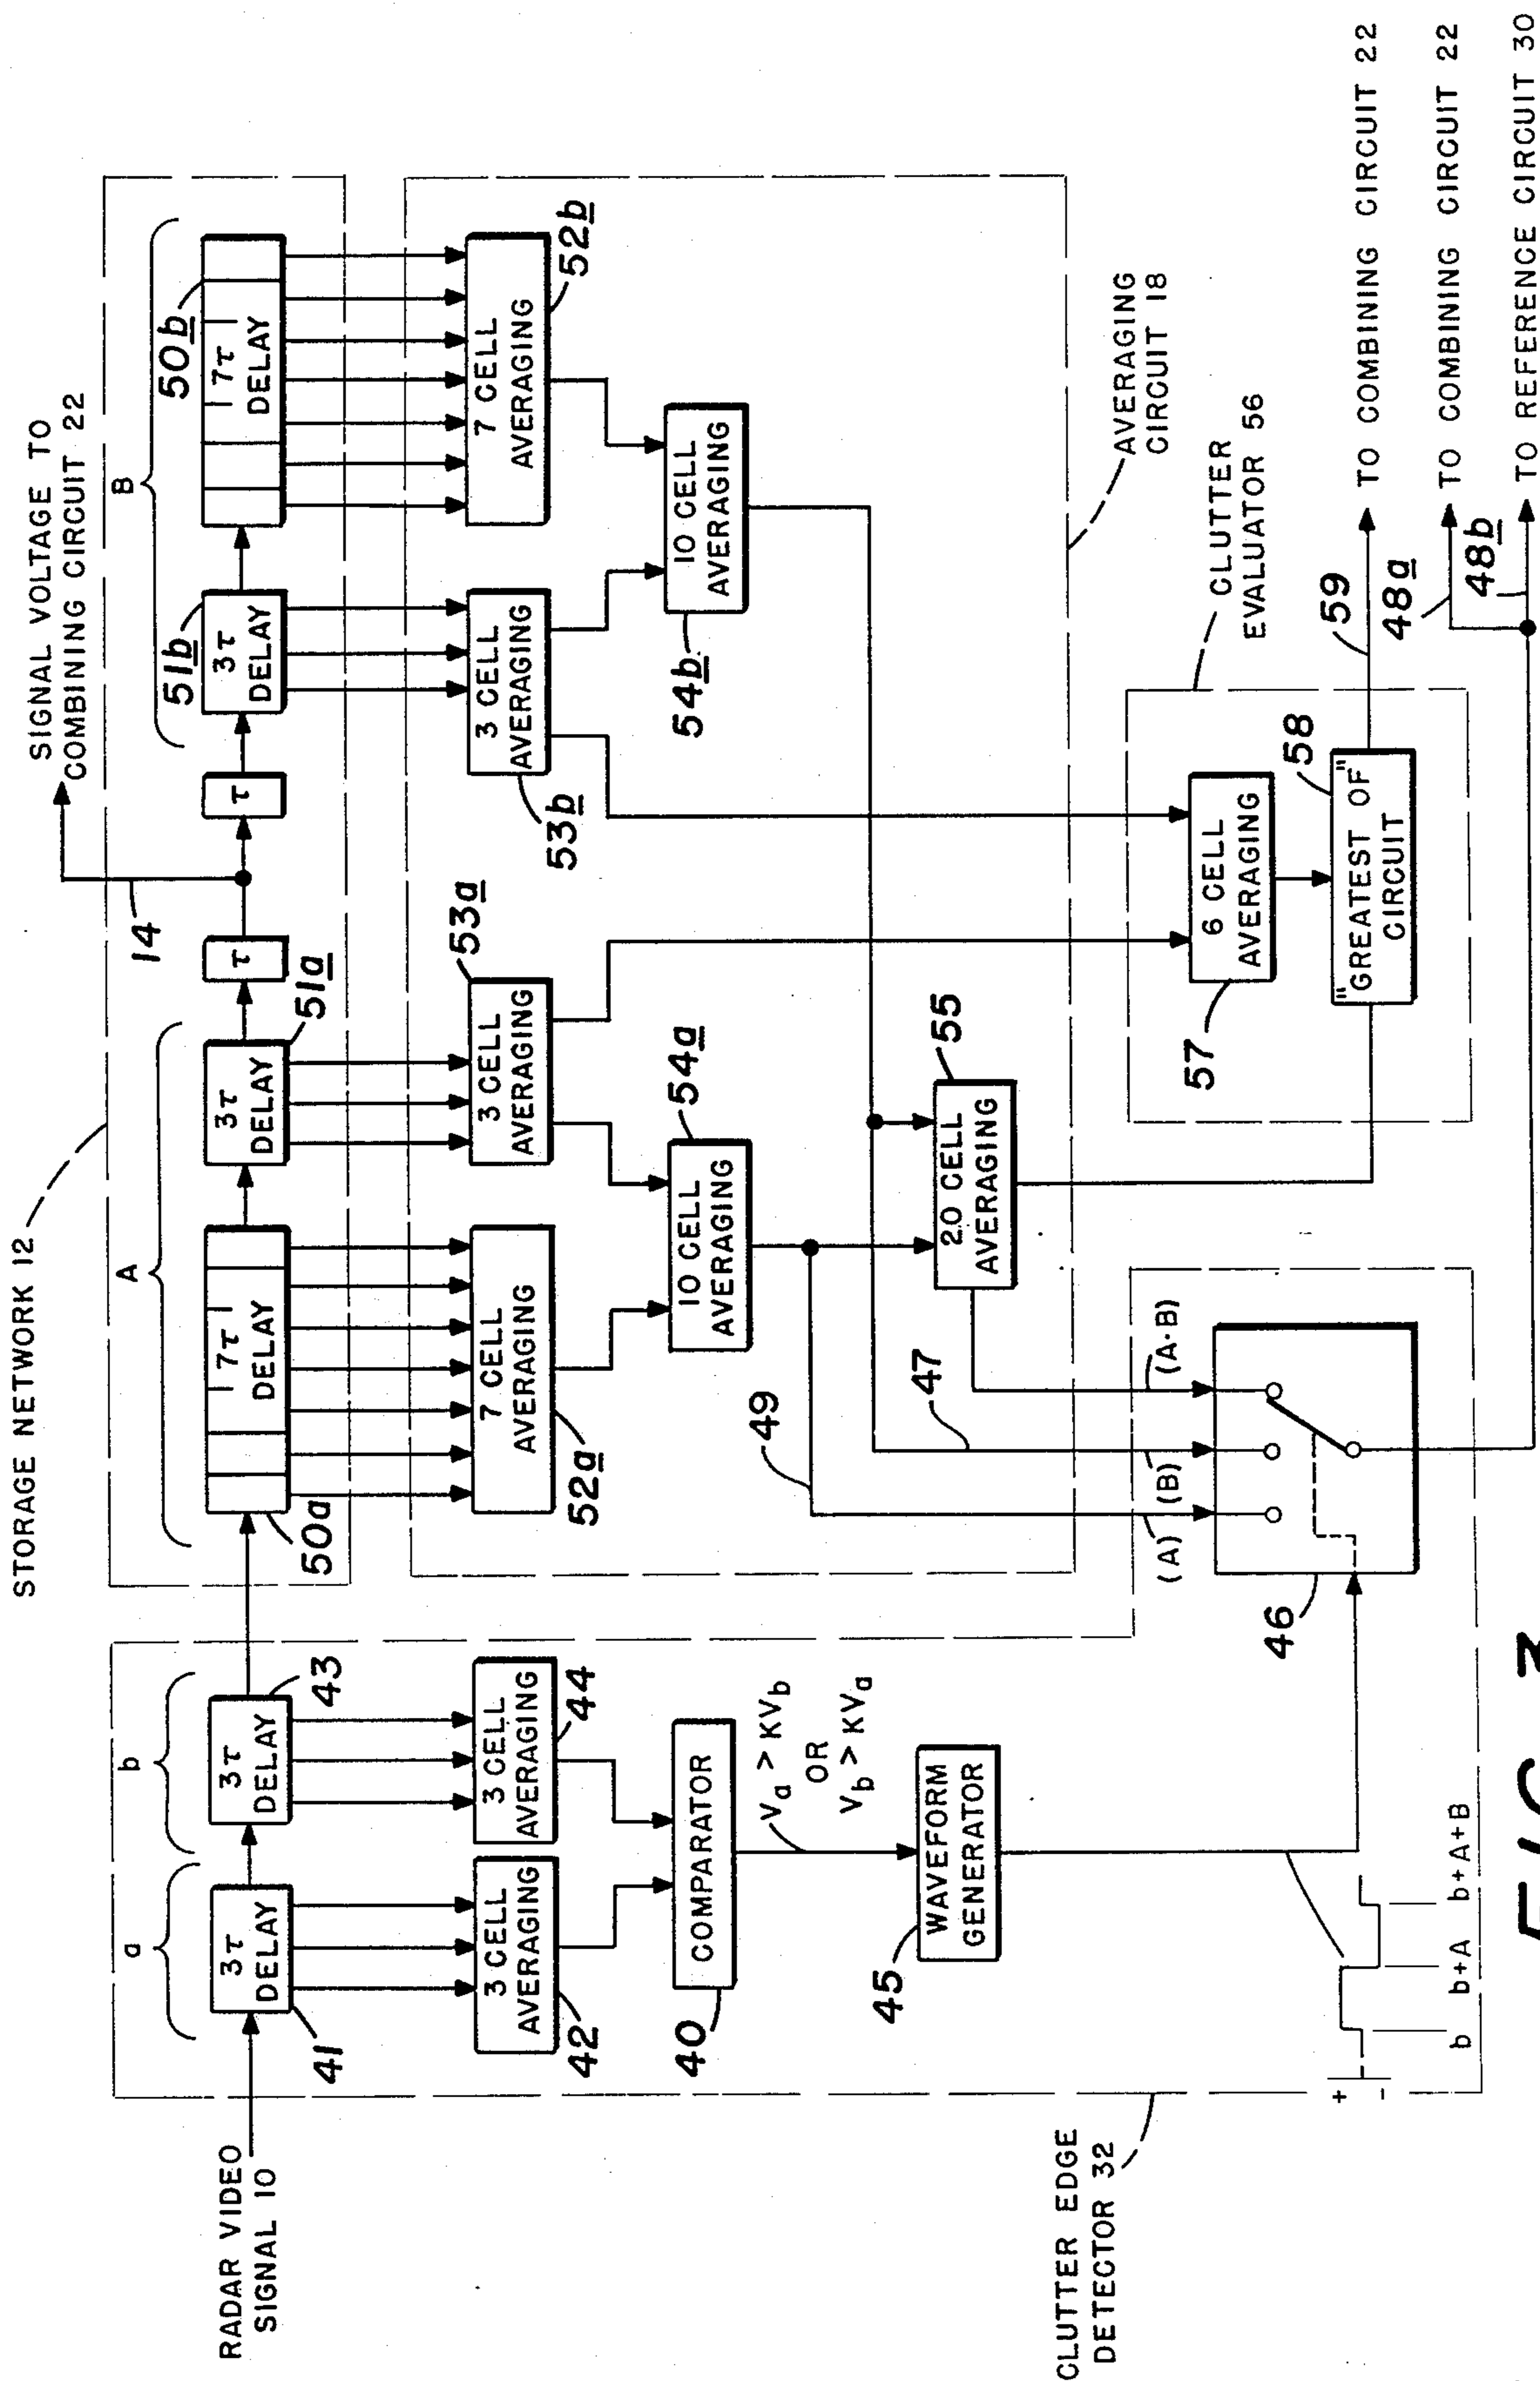 STORAGE NETWORK 12
SIGNAL VOLTAGE TO
COMBINING CIRCUIT 22
14
a
b
A
B
RADAR VIDEO
SIGNAL 10
3τ
DELAY
41
3τ
DELAY
43
7τ
DELAY
50a
3τ
DELAY
51a
τ
τ
3τ
DELAY
51b
7τ
DELAY
50b
3 CELL
AVERAGING
42
3 CELL
AVERAGING
44
7 CELL
AVERAGING
52a
3 CELL
AVERAGING
53a
3 CELL
AVERAGING
53b
7 CELL
AVERAGING
52b
COMPARATOR
40
10 CELL
AVERAGING
54a
10 CELL
AVERAGING
54b
Va > KVb
OR
Vb > KVa
WAVEFORM
GENERATOR
45
49
47
20 CELL
AVERAGING
55
AVERAGING
CIRCUIT 18
CLUTTER EDGE
DETECTOR 32
(A)
(B)
(A·B)
46
6 CELL
AVERAGING
57
CLUTTER
EVALUATOR 56
"GREATEST OF"
CIRCUIT
58
59
TO COMBINING CIRCUIT 22
48a
TO COMBINING CIRCUIT 22
48b
TO REFERENCE CIRCUIT 30
+
-
b
b+A
b+A+B